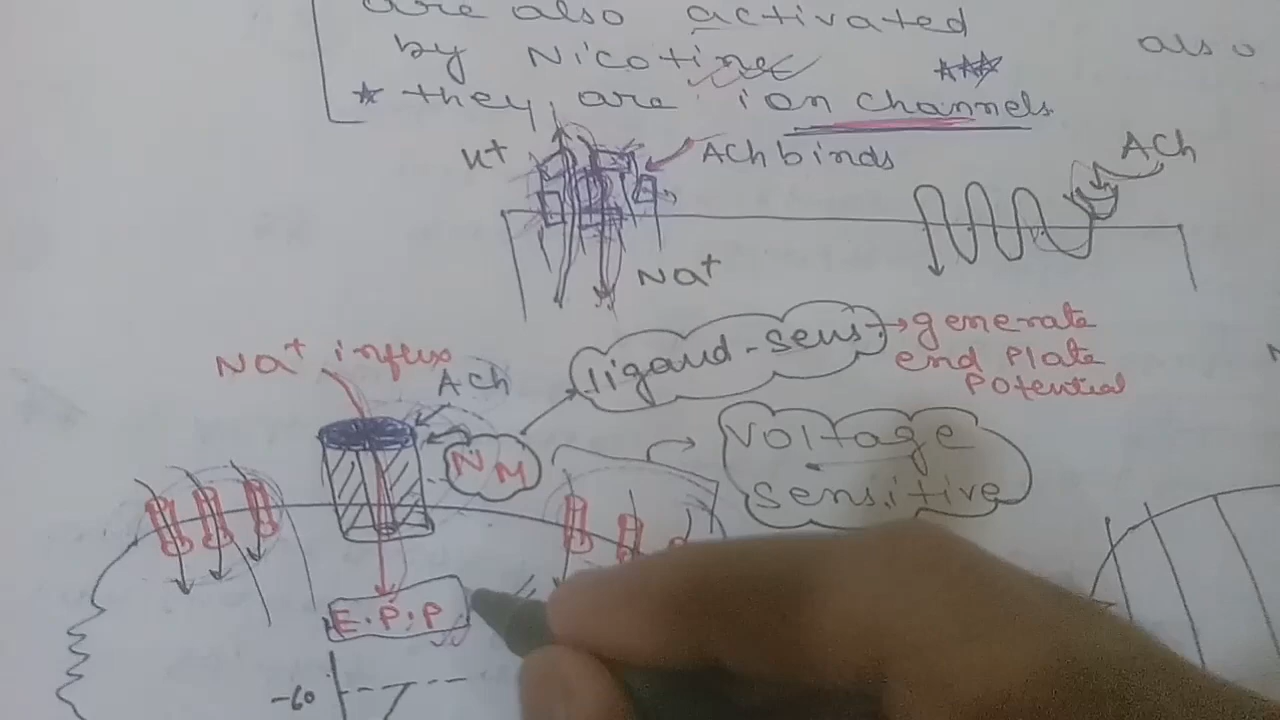 are also activated
by Nicotine
also
they are ion channels
K+
ACh binds
ACh
Na+
ligand-sens.
generate
end Plate
Potential
Na+ influx
ACh
NM
Voltage
sensitive
E.P.P
-60